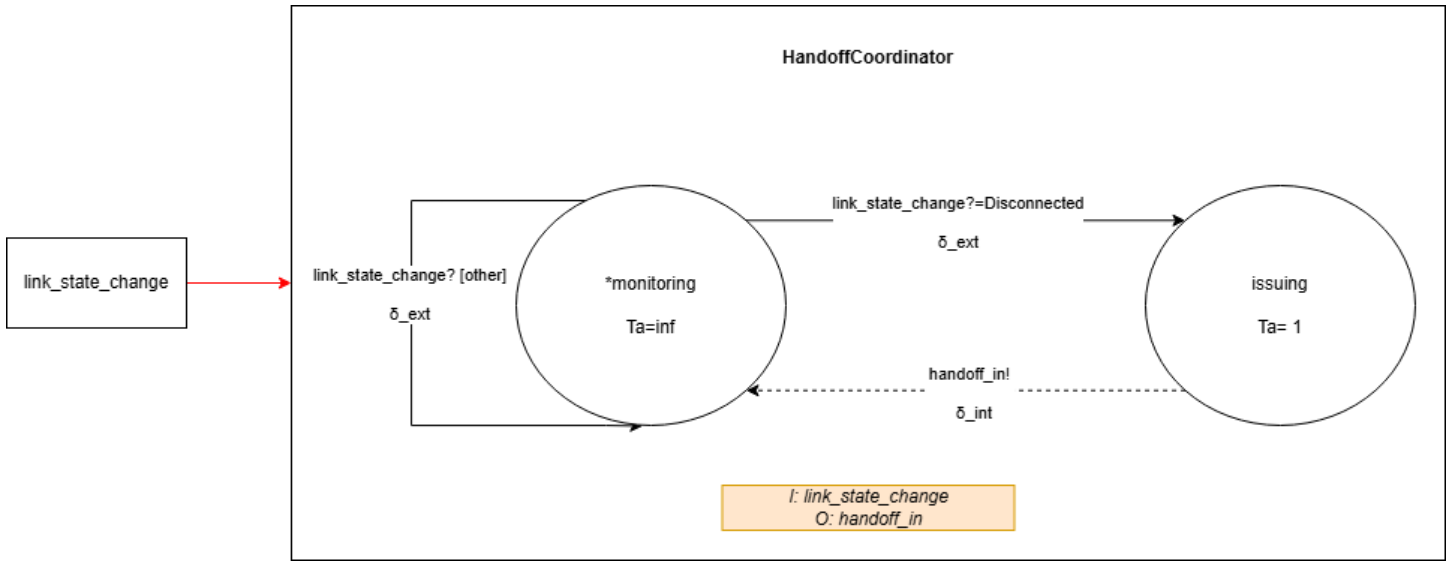 HandoffCoordinator
link_state_change?=Disconnected
δ_ext
link_state_change
link_state_change? [other]
δ_ext
*monitoring
Ta=inf
issuing
Ta= 1
handoff_in!
δ_int
I: link_state_change
O: handoff_in